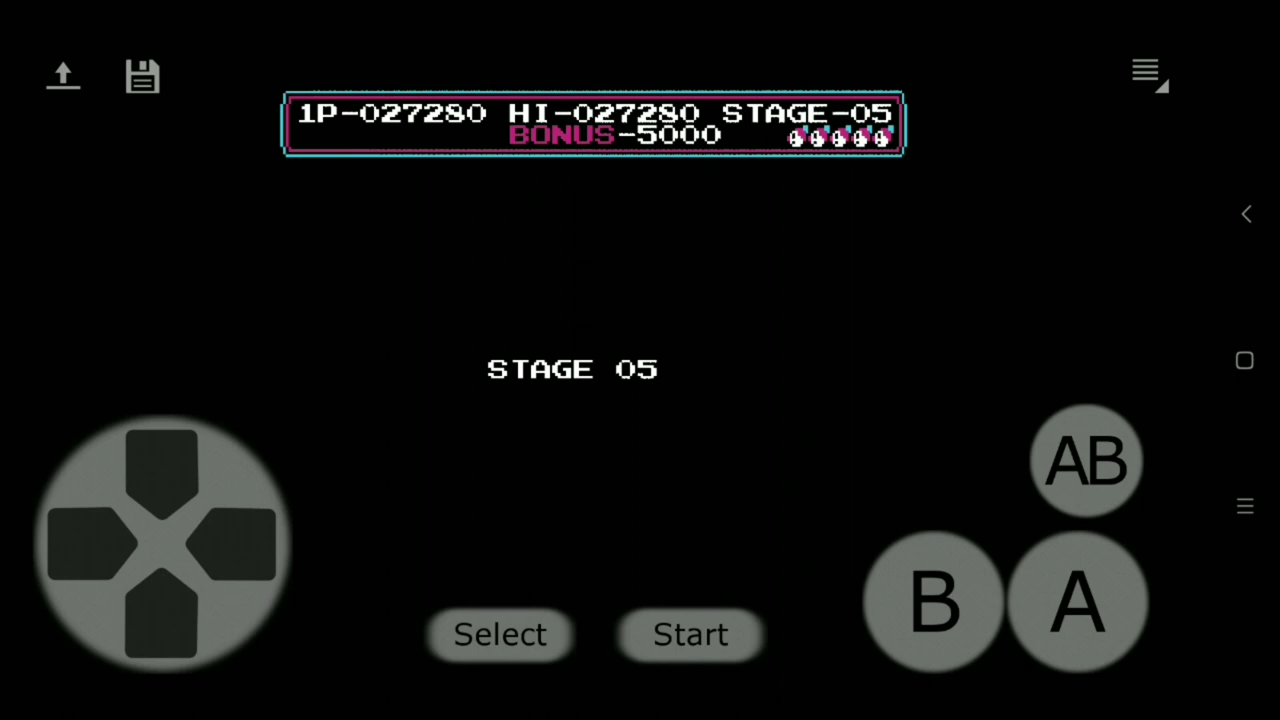 1P-027280 HI-027280 STAGE-05
BONUS-5000
STAGE 05
AB
B A
Select Start